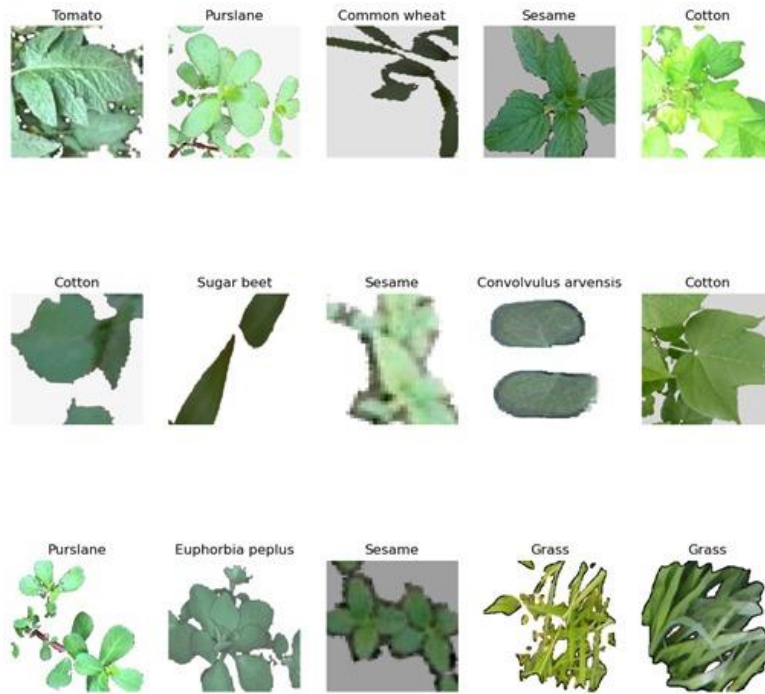 Tomato
Purslane
Common wheat
Sesame
Cotton
Cotton
Sugar beet
Sesame
Convolvulus arvensis
Cotton
Purslane
Euphorbia peplus
Sesame
Grass
Grass